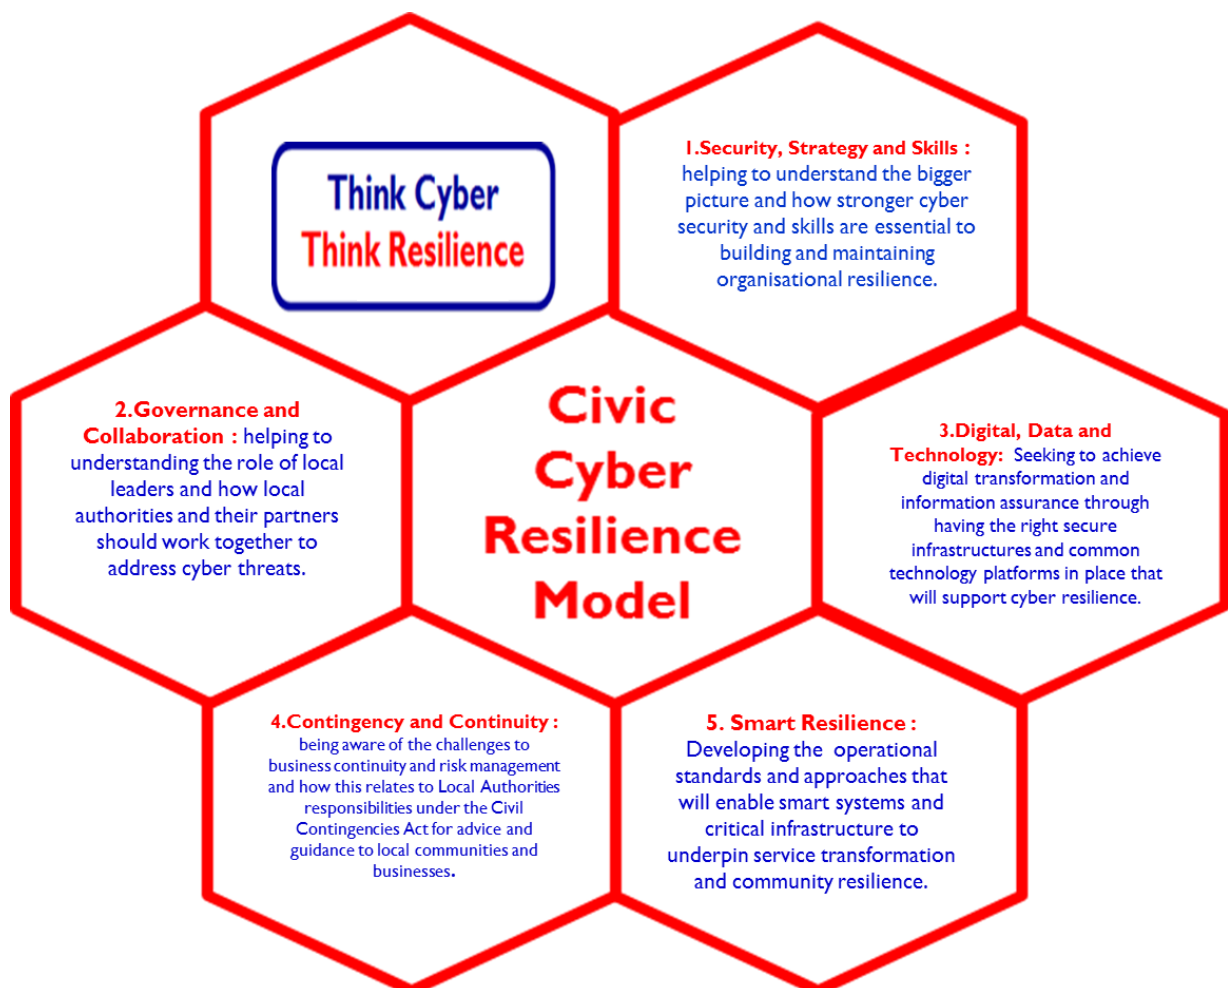 Think Cyber
Think Resilience
1.Security, Strategy and Skills :
helping to understand the bigger
picture and how stronger cyber
security and skills are essential to
building and maintaining
organisational resilience.
2.Governance and
Collaboration : helping to
understanding the role of local
leaders and how local
authorities and their partners
should work together to
address cyber threats.
Civic
Cyber
Resilience
Model
3.Digital, Data and
Technology: Seeking to achieve
digital transformation and
information assurance through
having the right secure
infrastructures and common
technology platforms in place that
will support cyber resilience.
4.Contingency and Continuity :
being aware of the challenges to
business continuity and risk management
and how this relates to Local Authorities
responsibilities under the Civil
Contingencies Act for advice and
guidance to local communities and
businesses.
5. Smart Resilience :
Developing the operational
standards and approaches that
will enable smart systems and
critical infrastructure to
underpin service transformation
and community resilience.